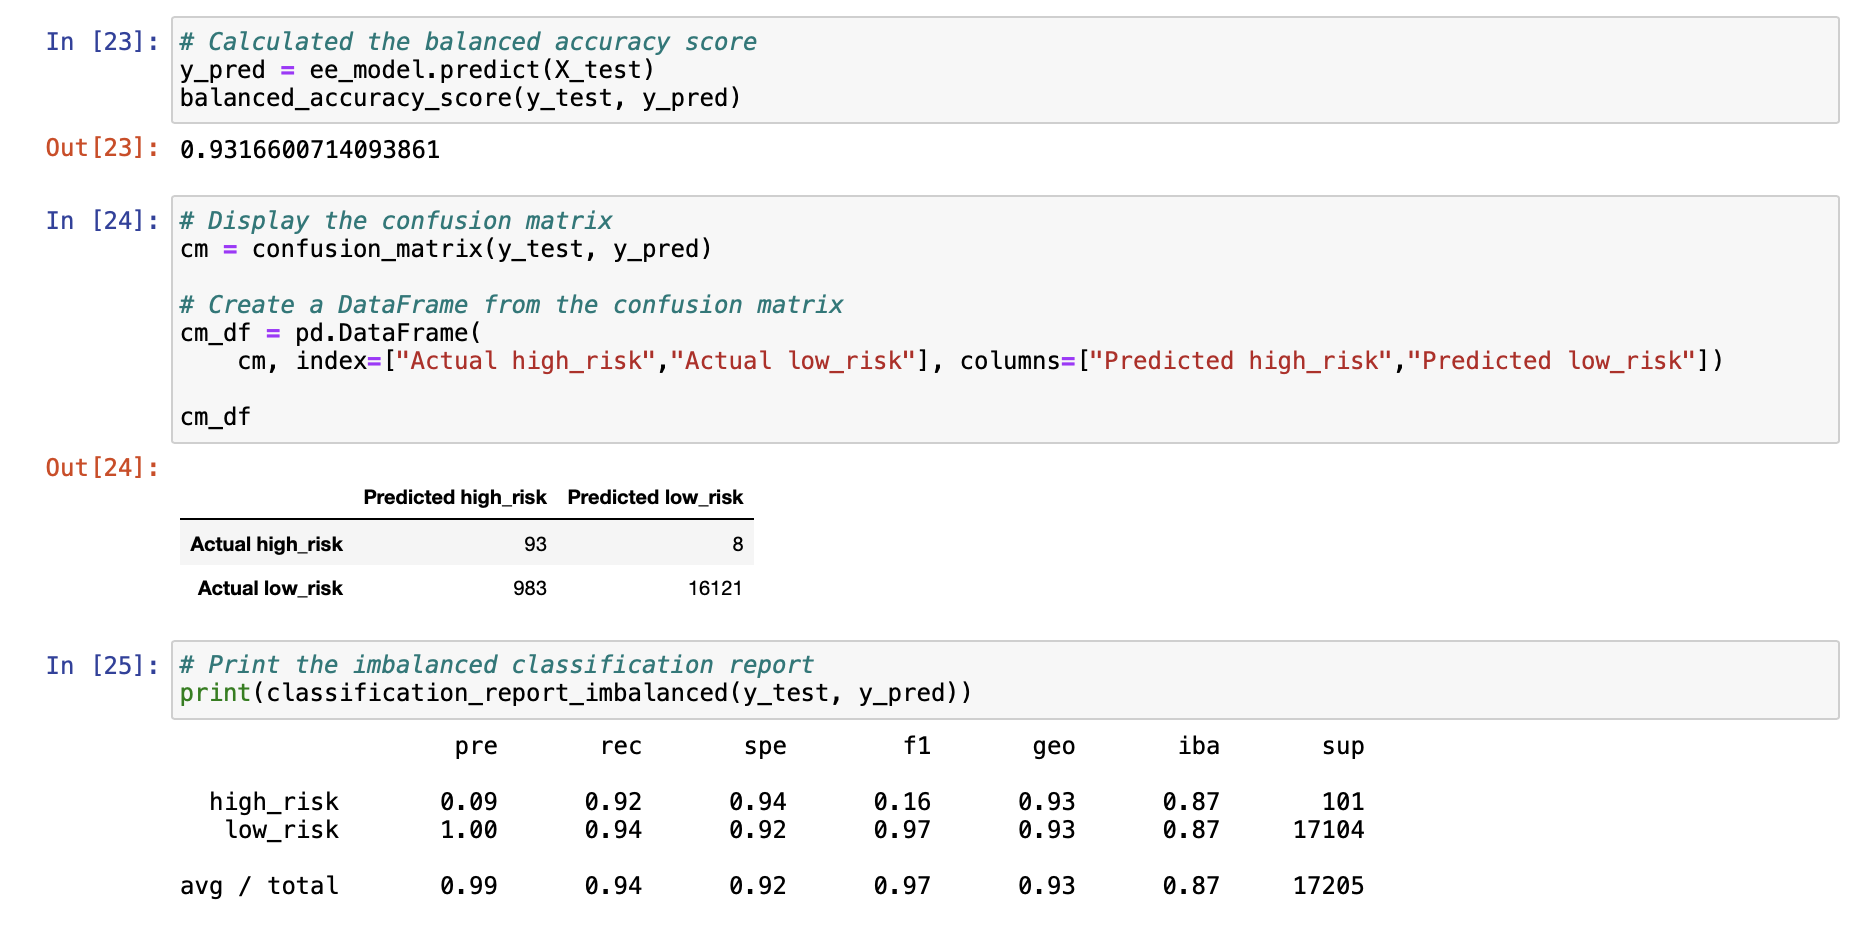 In [23]: # Calculated the balanced accuracy score
y_pred = ee_model.predict(X_test)
balanced_accuracy_score(y_test, y_pred)
Out[23]: 0.9316600714093861
In [24]: # Display the confusion matrix
cm = confusion_matrix(y_test, y_pred)
# Create a DataFrame from the confusion matrix
cm_df = pd.DataFrame(
    cm, index=["Actual high_risk","Actual low_risk"], columns=["Predicted high_risk","Predicted low_risk"])
cm_df
Out[24]:
Predicted high_risk Predicted low_risk
Actual high_risk 93 8
Actual low_risk 983 16121
In [25]: # Print the imbalanced classification report
print(classification_report_imbalanced(y_test, y_pred))
pre rec spe f1 geo iba sup
high_risk 0.09 0.92 0.94 0.16 0.93 0.87 101
low_risk 1.00 0.94 0.92 0.97 0.93 0.87 17104
avg / total 0.99 0.94 0.92 0.97 0.93 0.87 17205